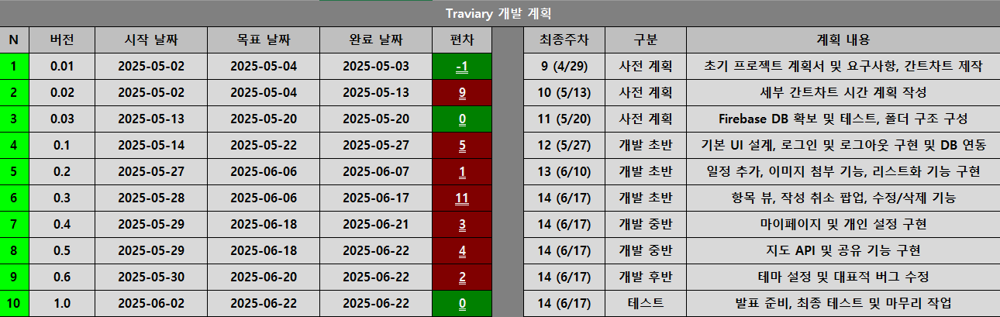 Traviary 개발 계획
N 버전 시작 날짜 목표 날짜 완료 날짜 편차 최종주차 구분 계획 내용
1 0.01 2025-05-02 2025-05-04 2025-05-03 -1 9 (4/29) 사전 계획 초기 프로젝트 계획서 및 요구사항, 간트차트 제작
2 0.02 2025-05-02 2025-05-04 2025-05-13 9 10 (5/13) 사전 계획 세부 간트차트 시간 계획 작성
3 0.03 2025-05-13 2025-05-20 2025-05-20 0 11 (5/20) 사전 계획 Firebase DB 확보 및 테스트, 폴더 구조 구성
4 0.1 2025-05-14 2025-05-22 2025-05-27 5 12 (5/27) 개발 초반 기본 UI 설계, 로그인 및 로그아웃 구현 및 DB 연동
5 0.2 2025-05-27 2025-06-06 2025-06-07 1 13 (6/10) 개발 초반 일정 추가, 이미지 첨부 기능, 리스트화 기능 구현
6 0.3 2025-05-28 2025-06-06 2025-06-17 11 14 (6/17) 개발 초반 항목 뷰, 작성 취소 팝업, 수정/삭제 기능
7 0.4 2025-05-29 2025-06-18 2025-06-21 3 14 (6/17) 개발 중반 마이페이지 및 개인 설정 구현
8 0.5 2025-05-29 2025-06-18 2025-06-22 4 14 (6/17) 개발 중반 지도 API 및 공유 기능 구현
9 0.6 2025-05-30 2025-06-20 2025-06-22 2 14 (6/17) 개발 후반 테마 설정 및 대표적 버그 수정
10 1.0 2025-06-02 2025-06-22 2025-06-22 0 14 (6/17) 테스트 발표 준비, 최종 테스트 및 마무리 작업